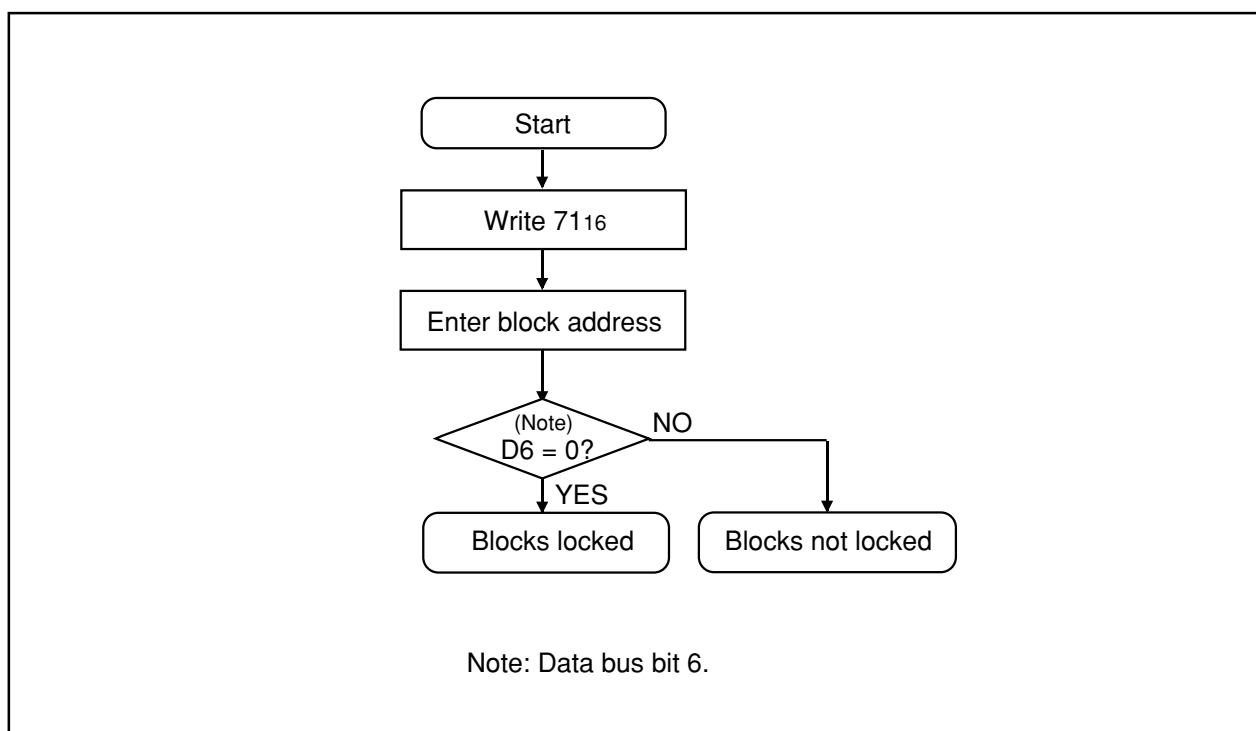 Start
Write 7116
Enter block address
(Note)
D6 = 0?
NO
YES
Blocks locked
Blocks not locked
Note: Data bus bit 6.